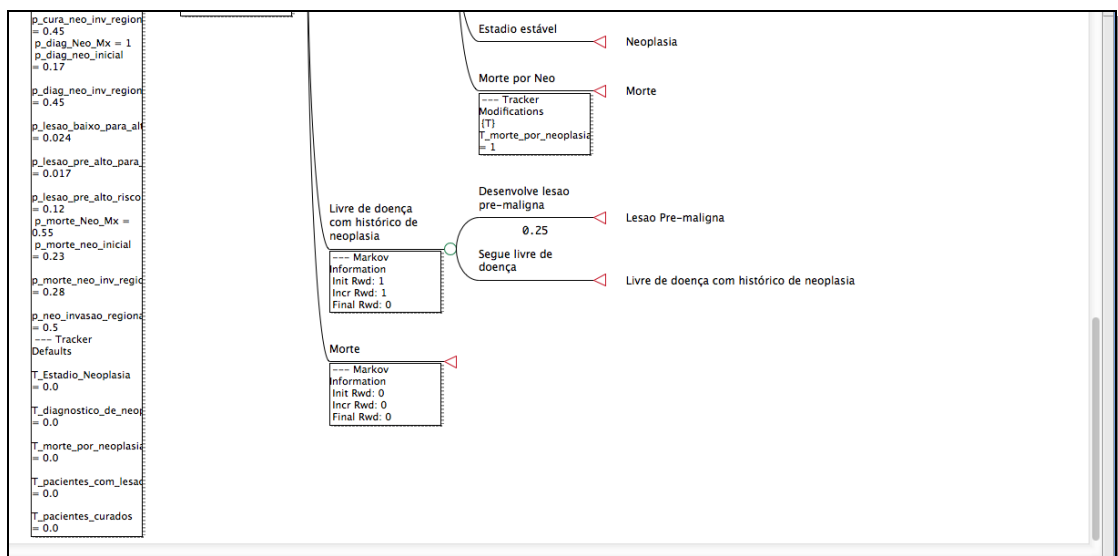 p_cura_neo_inv_region
= 0.45
p_diag_Neo_Mx = 1
p_diag_neo_inicial
= 0.17
p_diag_neo_inv_region
= 0.45
p_lesao_baixo_para_alt
= 0.024
p_lesao_pre_alto_para_
= 0.017
p_lesao_pre_alto_risco
= 0.12
p_morte_Neo_Mx =
0.55
p_morte_neo_inicial
= 0.23
p_morte_neo_inv_regio
= 0.28
p_neo_invasao_regiona
= 0.5
--- Tracker
Defaults
T_Estadio_Neoplasia
= 0.0
T_diagnostico_de_neop
= 0.0
T_morte_por_neoplasia
= 0.0
T_pacientes_com_lesao
= 0.0
T_pacientes_curados
= 0.0
Estadio estável
Neoplasia
Morte por Neo
Morte
--- Tracker
Modifications
{T}
T_morte_por_neoplasia
= 1
Livre de doença
com histórico de
neoplasia
--- Markov
Information
Init Rwd: 1
Incr Rwd: 1
Final Rwd: 0
Desenvolve lesao
pre-maligna
Lesao Pre-maligna
0.25
Segue livre de
doença
Livre de doença com histórico de neoplasia
Morte
--- Markov
Information
Init Rwd: 0
Incr Rwd: 0
Final Rwd: 0